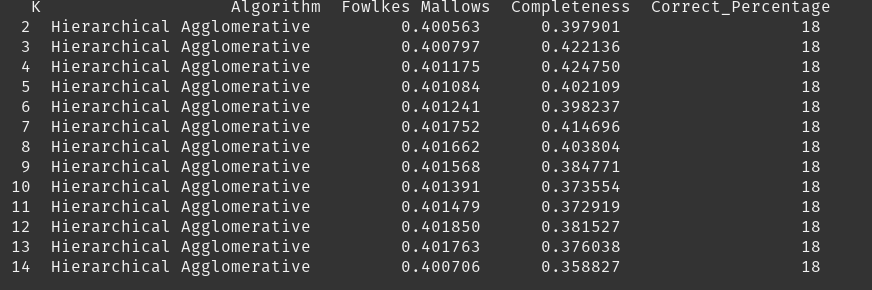 K Algorithm Fowlkes Mallows Completeness Correct_Percentage
2 Hierarchical Agglomerative 0.400563 0.397901 18
3 Hierarchical Agglomerative 0.400797 0.422136 18
4 Hierarchical Agglomerative 0.401175 0.424750 18
5 Hierarchical Agglomerative 0.401084 0.402109 18
6 Hierarchical Agglomerative 0.401241 0.398237 18
7 Hierarchical Agglomerative 0.401752 0.414696 18
8 Hierarchical Agglomerative 0.401662 0.403804 18
9 Hierarchical Agglomerative 0.401568 0.384771 18
10 Hierarchical Agglomerative 0.401391 0.373554 18
11 Hierarchical Agglomerative 0.401479 0.372919 18
12 Hierarchical Agglomerative 0.401850 0.381527 18
13 Hierarchical Agglomerative 0.401763 0.376038 18
14 Hierarchical Agglomerative 0.400706 0.358827 18